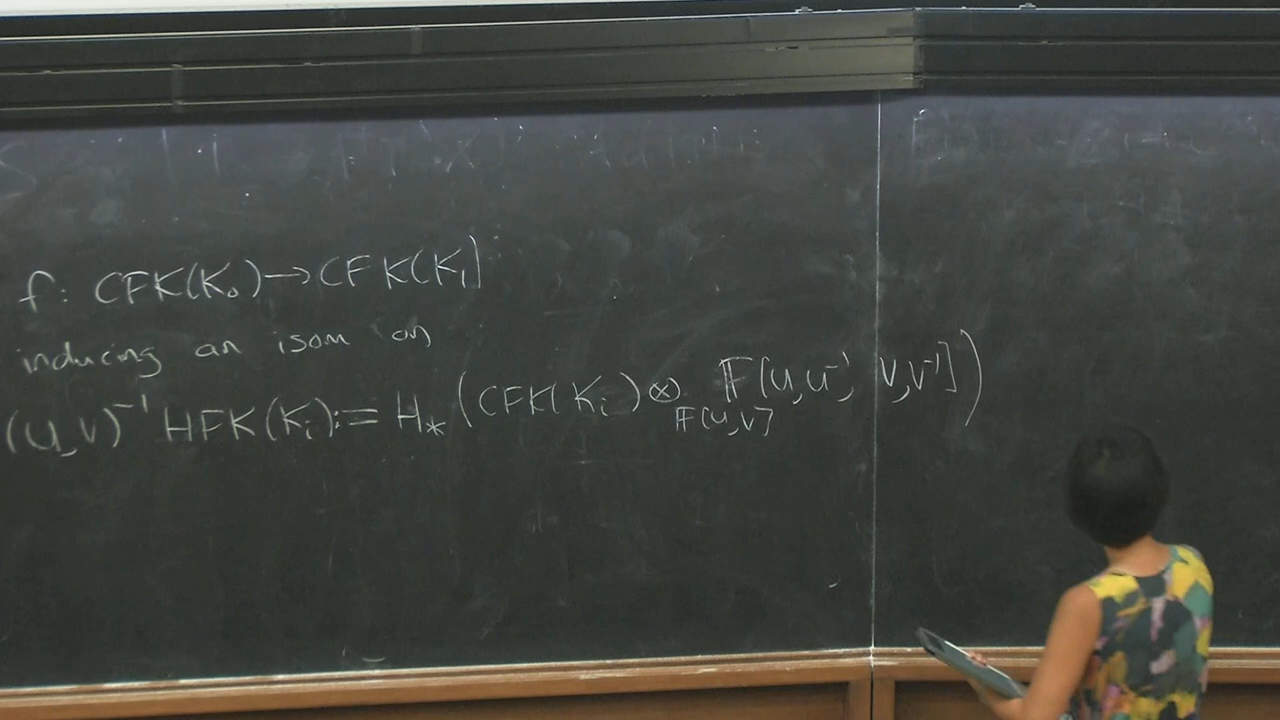 f: CFK(K₀) → CFK(K₁)
inducing an isom on
(U,V)⁻¹ HFK(Kᵢ) := H_* (CFK(Kᵢ) ⊗_{𝔽[U,V]} 𝔽[U,U⁻¹, V,V⁻¹])